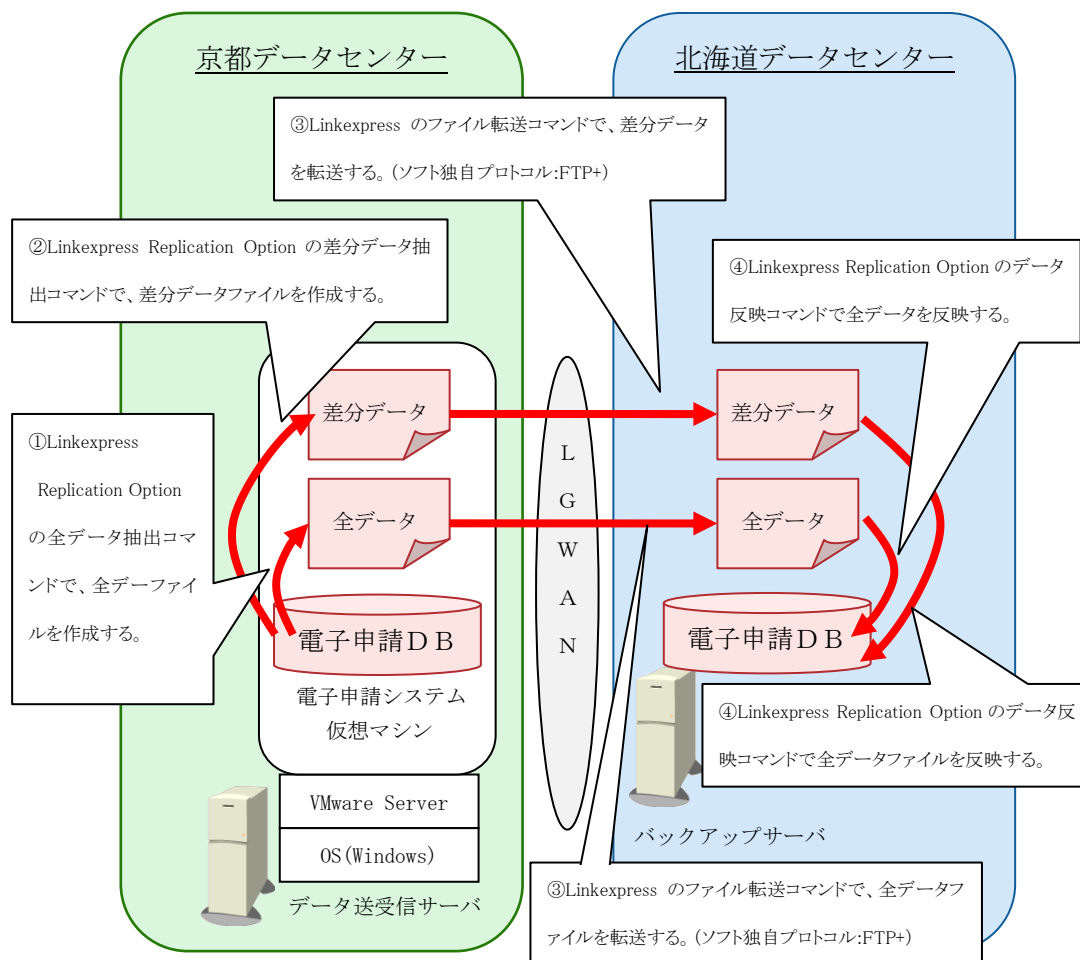 京都データセンター
北海道データセンター
③Linkexpress のファイル転送コマンドで、差分データ
を転送する。(ソフト独自プロトコル:FTP+)
②Linkexpress Replication Option の差分データ抽
出コマンドで、差分データファイルを作成する。
④Linkexpress Replication Option のデータ
反映コマンドで全データを反映する。
①Linkexpress
Replication Option
の全データ抽出コマ
ンドで、全デーファイ
ルを作成する。
差分データ
全データ
電子申請ＤＢ
電子申請システム
仮想マシン
VMware Server
OS(Windows)
データ送受信サーバ
Ｌ
Ｇ
Ｗ
Ａ
Ｎ
差分データ
全データ
電子申請ＤＢ
④Linkexpress Replication Option のデータ反
映コマンドで全データファイルを反映する。
バックアップサーバ
③Linkexpress のファイル転送コマンドで、全データフ
ァイルを転送する。(ソフト独自プロトコル:FTP+)